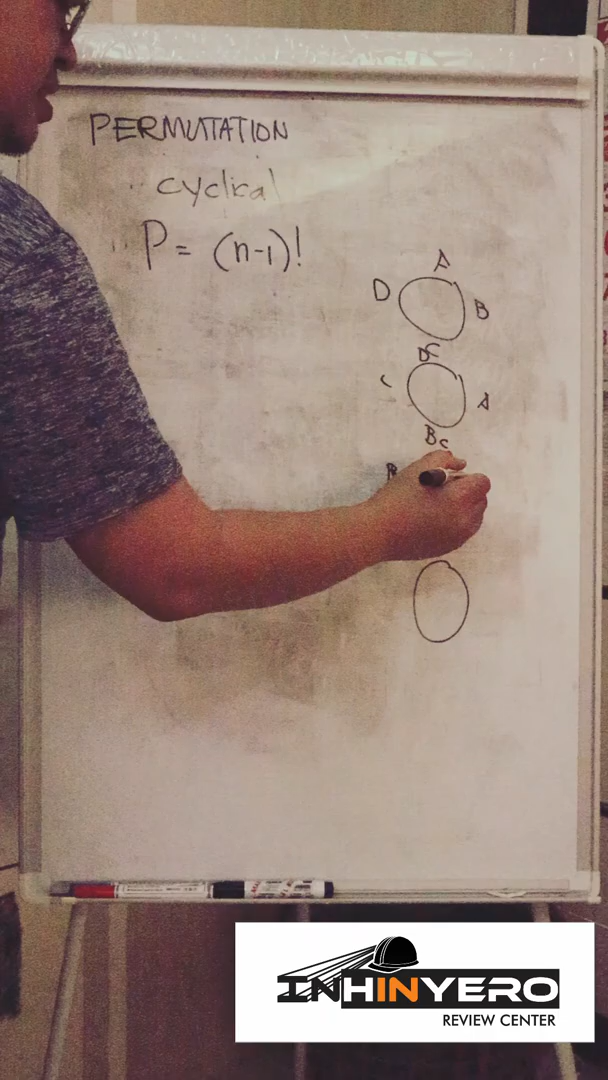 PERMUTATION
cyclical
P = (n-1)!
A
D
B
C
D
C
A
B
C
B
INHINYERO
REVIEW CENTER